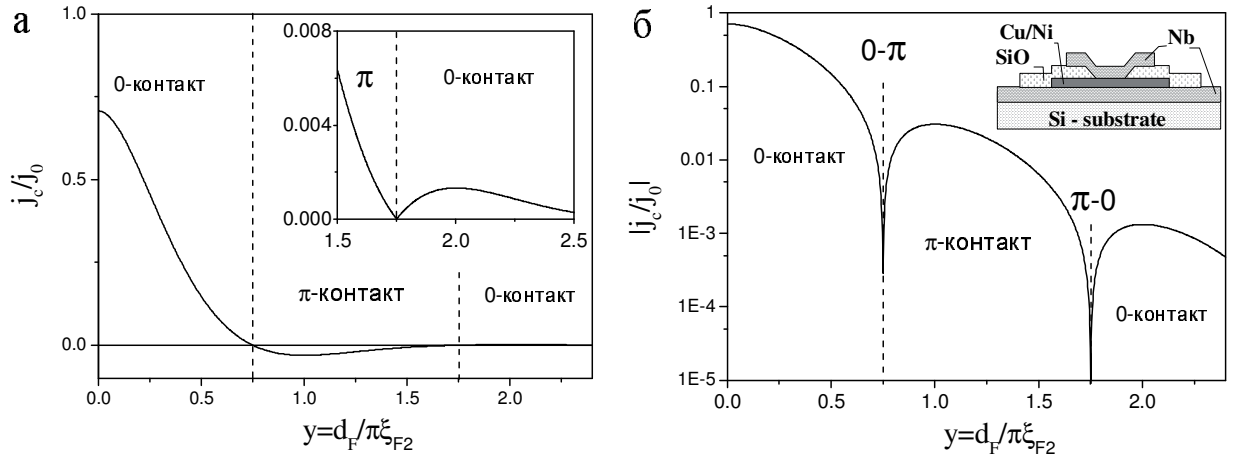 а
1.0
0.5
0.0
j_c/j_0
0-контакт
0.008
0.004
0.000
π
0-контакт
1.5
2.0
2.5
π-контакт
0-контакт
0.0
0.5
1.0
1.5
2.0
y=d_F/πξ_F2
б
1
0.1
0.01
1E-3
1E-4
1E-5
|j_c/j_0|
0-π
Cu/Ni
SiO
Nb
Si - substrate
0-контакт
π-0
π-контакт
0-контакт
0.0
0.5
1.0
1.5
2.0
y=d_F/πξ_F2